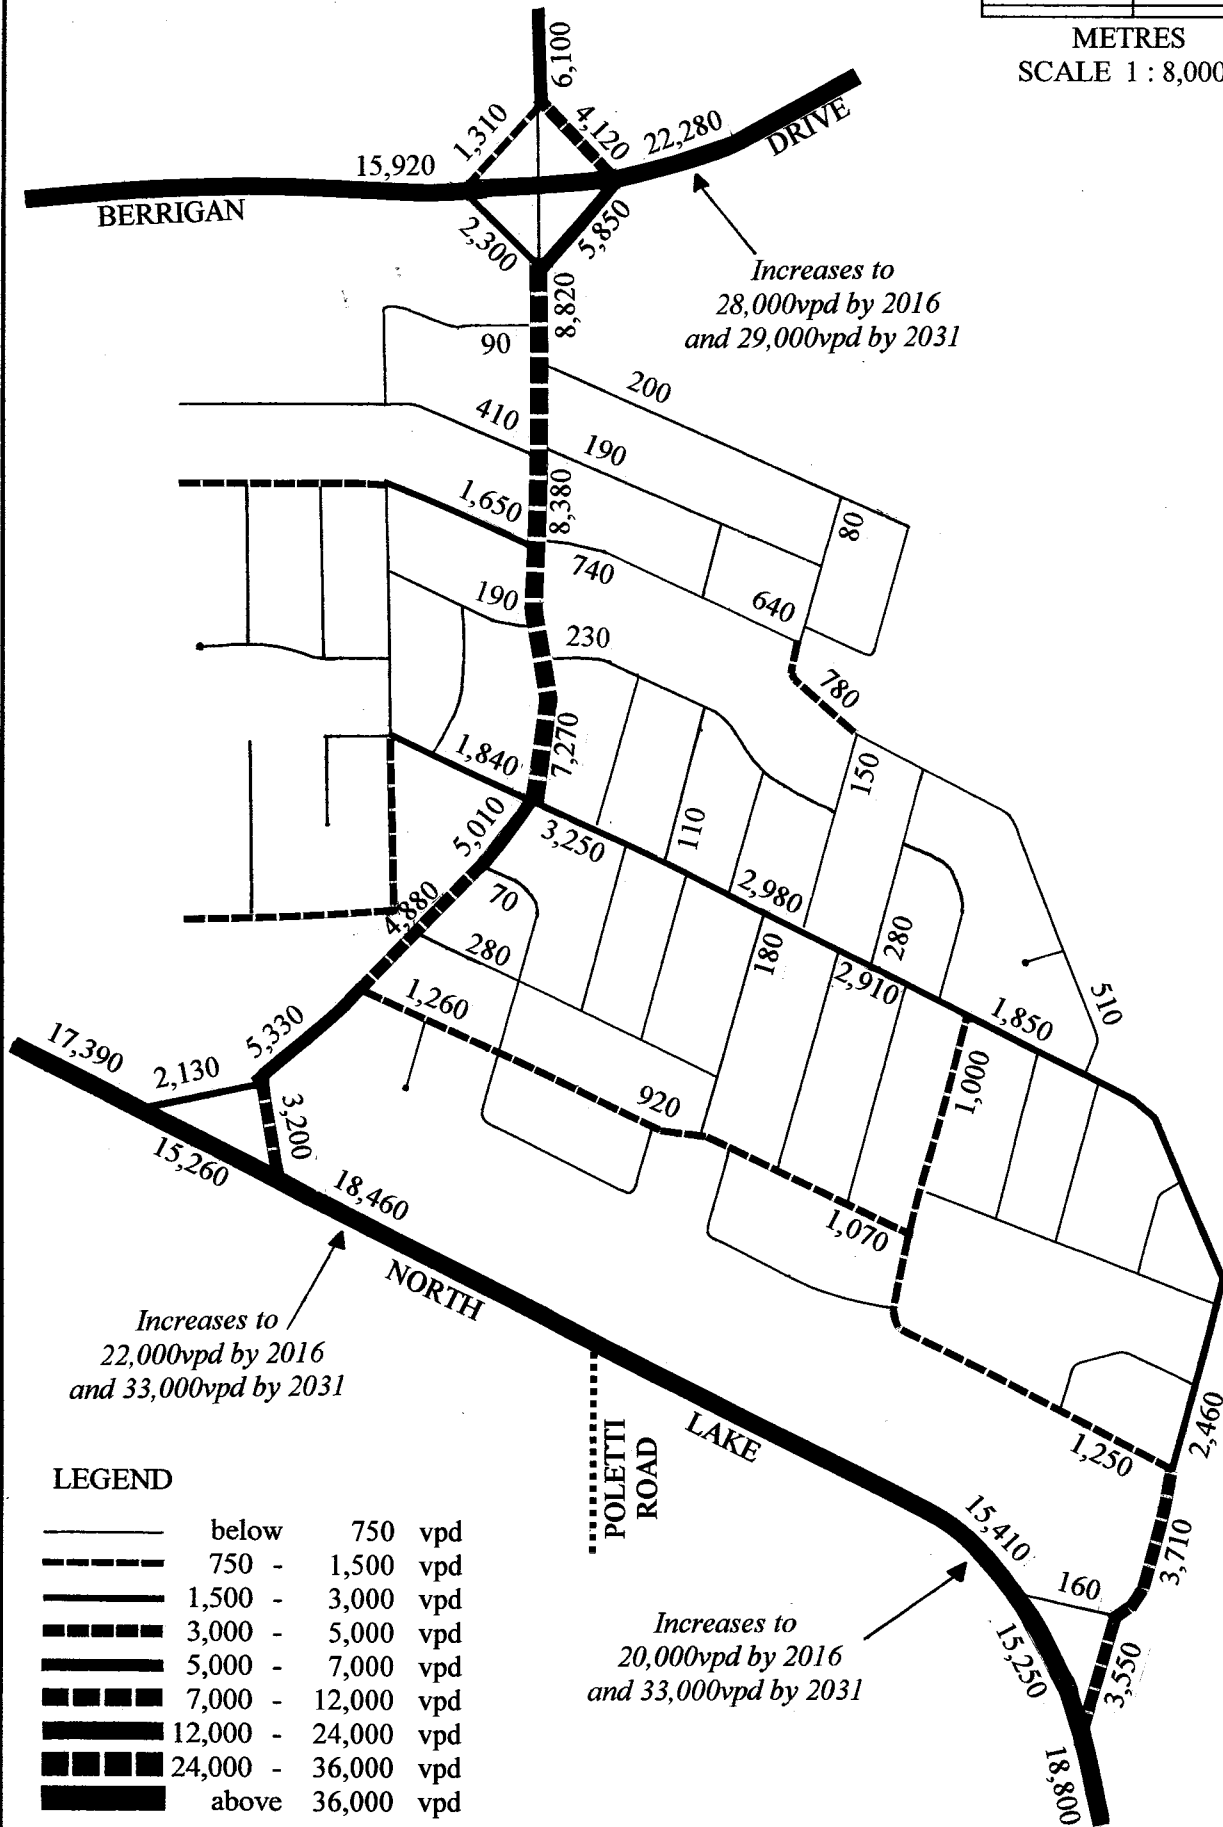 METRES
SCALE 1 : 8,000
6,100
1,310
4,120
22,280
DRIVE
15,920
BERRIGAN
2,300
5,850
8,820
Increases to
28,000vpd by 2016
and 29,000vpd by 2031
90
200
410
190
8,380
1,650
80
740
640
190
230
780
7,270
1,840
150
5,010
3,250
110
2,980
4,880
70
280
180
280
2,910
1,260
510
1,850
5,330
17,390
2,130
3,200
920
1,000
15,260
18,460
1,070
NORTH
Increases to
22,000vpd by 2016
and 33,000vpd by 2031
LAKE
POLETTI
ROAD
2,460
1,250
15,410
3,710
160
Increases to
20,000vpd by 2016
and 33,000vpd by 2031
15,250
3,550
18,800
LEGEND
below 750 vpd
750 - 1,500 vpd
1,500 - 3,000 vpd
3,000 - 5,000 vpd
5,000 - 7,000 vpd
7,000 - 12,000 vpd
12,000 - 24,000 vpd
24,000 - 36,000 vpd
above 36,000 vpd